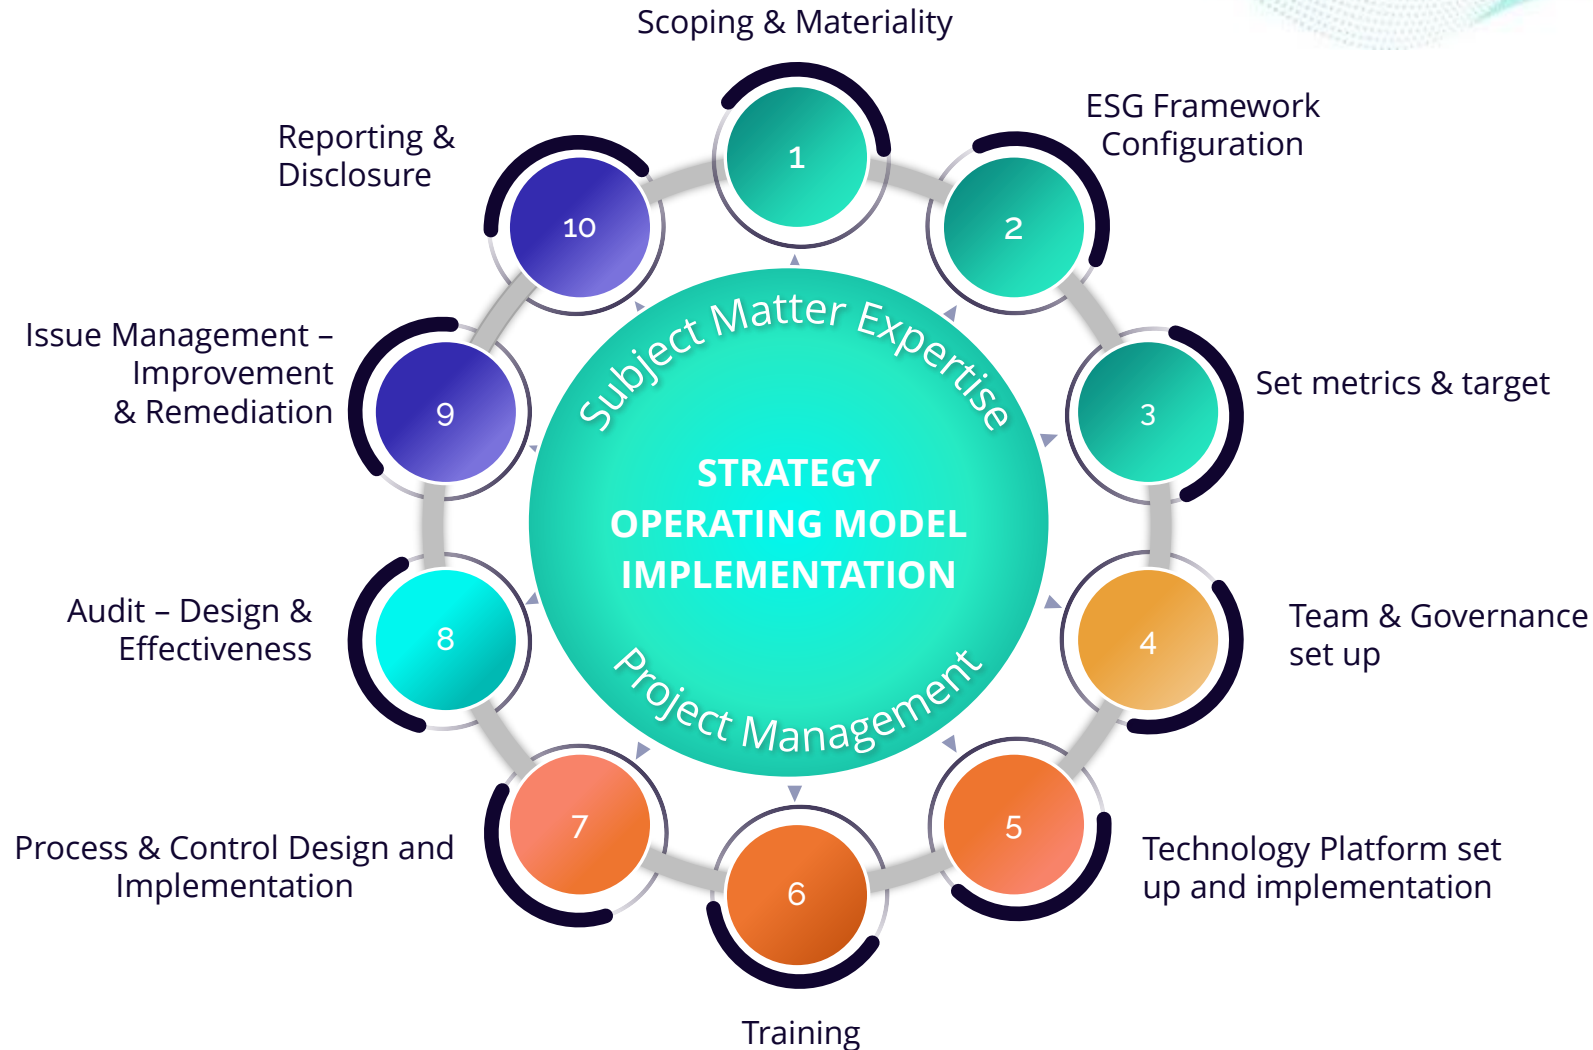 Scoping & Materiality
1
ESG Framework
Configuration
2
Set metrics & target
3
Team & Governance
set up
4
Technology Platform set
up and implementation
5
Training
6
Process & Control Design and
Implementation
7
Audit – Design &
Effectiveness
8
Issue Management –
Improvement
& Remediation
9
Reporting &
Disclosure
10
Subject Matter Expertise
STRATEGY
OPERATING MODEL
IMPLEMENTATION
Project Management